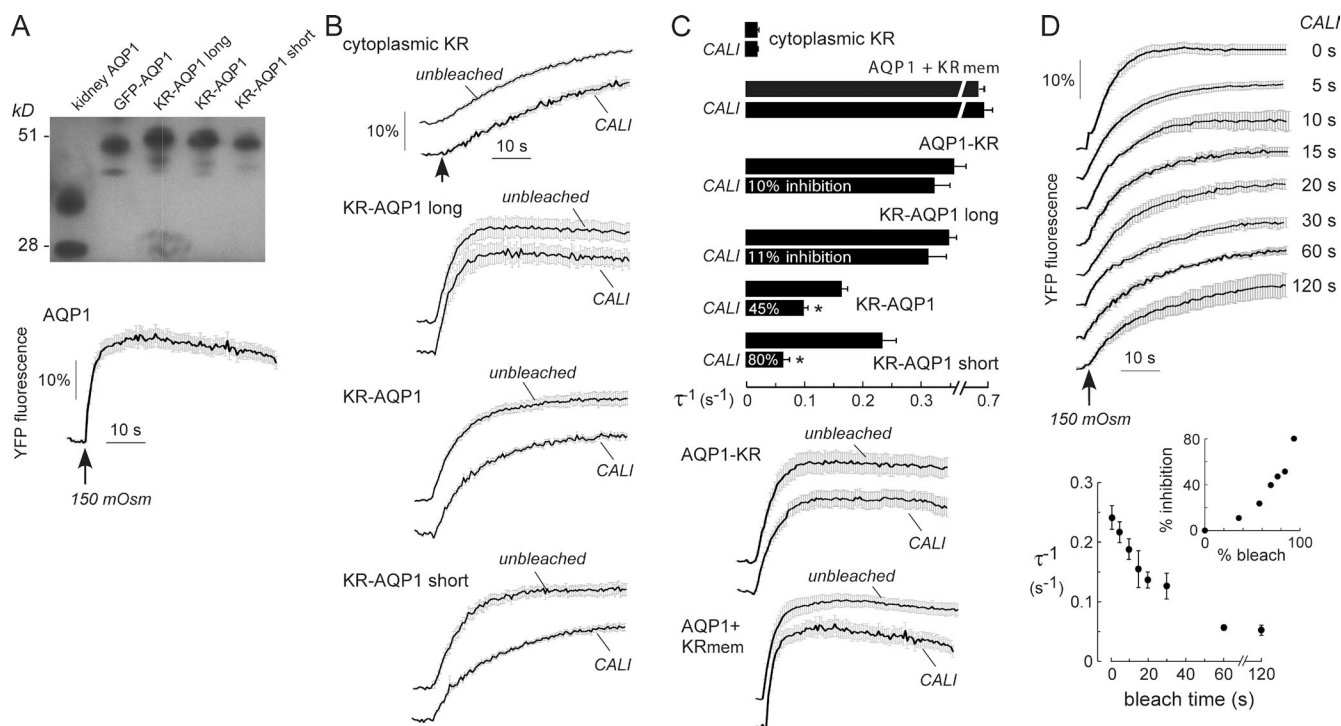 A
kidney AQP1
GFP-AQP1
KR-AQP1 long
KR-AQP1
KR-AQP1 short
kD
51
28
AQP1
YFP fluorescence
10%
10 s
150 mOsm
B
cytoplasmic KR
unbleached
CALI
10%
10 s
KR-AQP1 long
unbleached
CALI
KR-AQP1
unbleached
CALI
KR-AQP1 short
unbleached
CALI
C
cytoplasmic KR
CALI
AQP1 + KR mem
CALI
AQP1-KR
CALI 10% inhibition
KR-AQP1 long
CALI 11% inhibition
KR-AQP1
CALI 45% *
KR-AQP1 short
CALI 80% *
τ⁻¹ (s⁻¹) 0 0.1 0.2 0.3 0.7
AQP1-KR
unbleached
CALI
AQP1+
KRmem
unbleached
CALI
D
CALI
0 s
5 s
10 s
15 s
20 s
30 s
60 s
120 s
10%
YFP fluorescence
10 s
150 mOsm
τ⁻¹
(s⁻¹)
0.3
0.2
0.1
0
0 20 40 60 120
bleach time (s)
% inhibition
80
40
0
0 100
% bleach